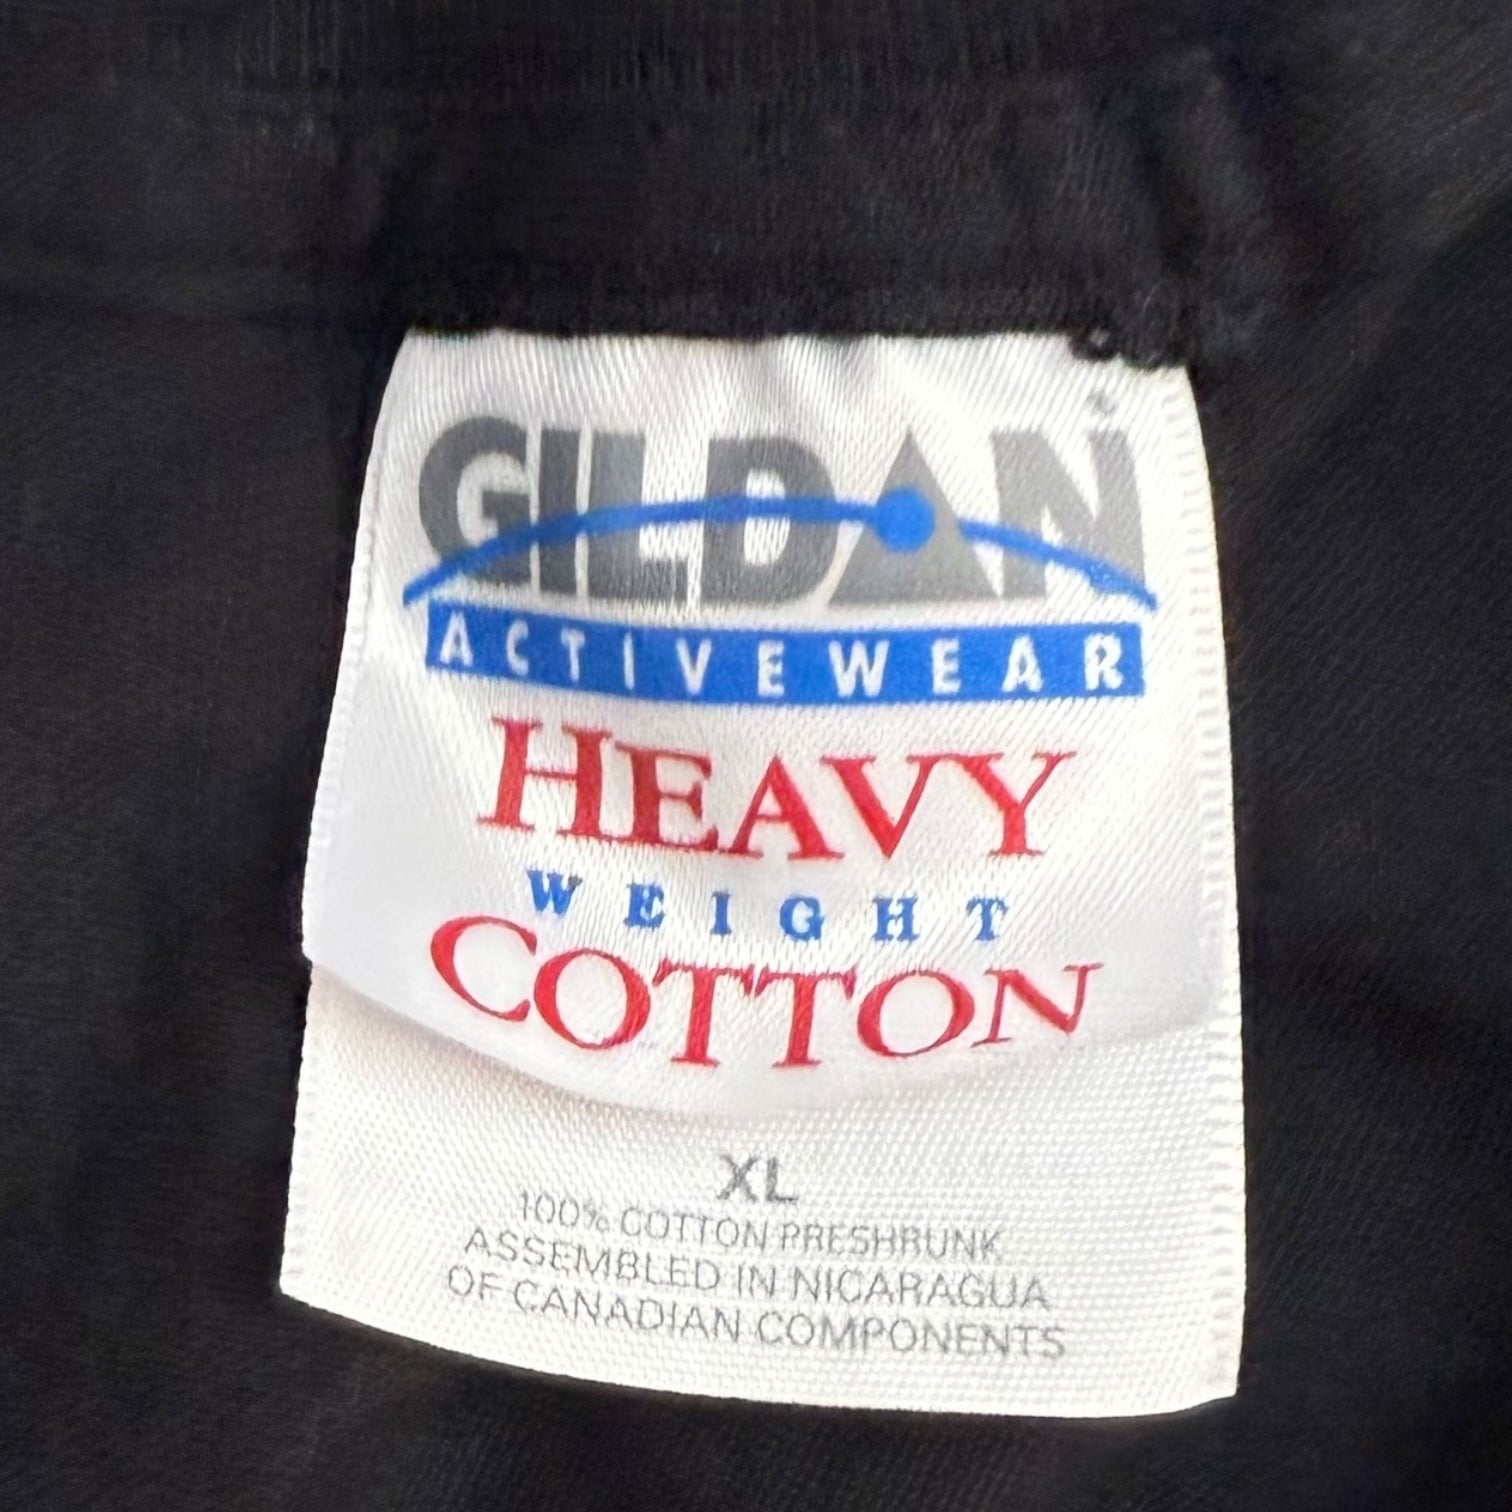 GILDAN
ACTIVEWEAR
HEAVY
WEIGHT
COTTON
XL
100% COTTON PRESHRUNK
ASSEMBLED IN NICARAGUA
OF CANADIAN COMPONENTS